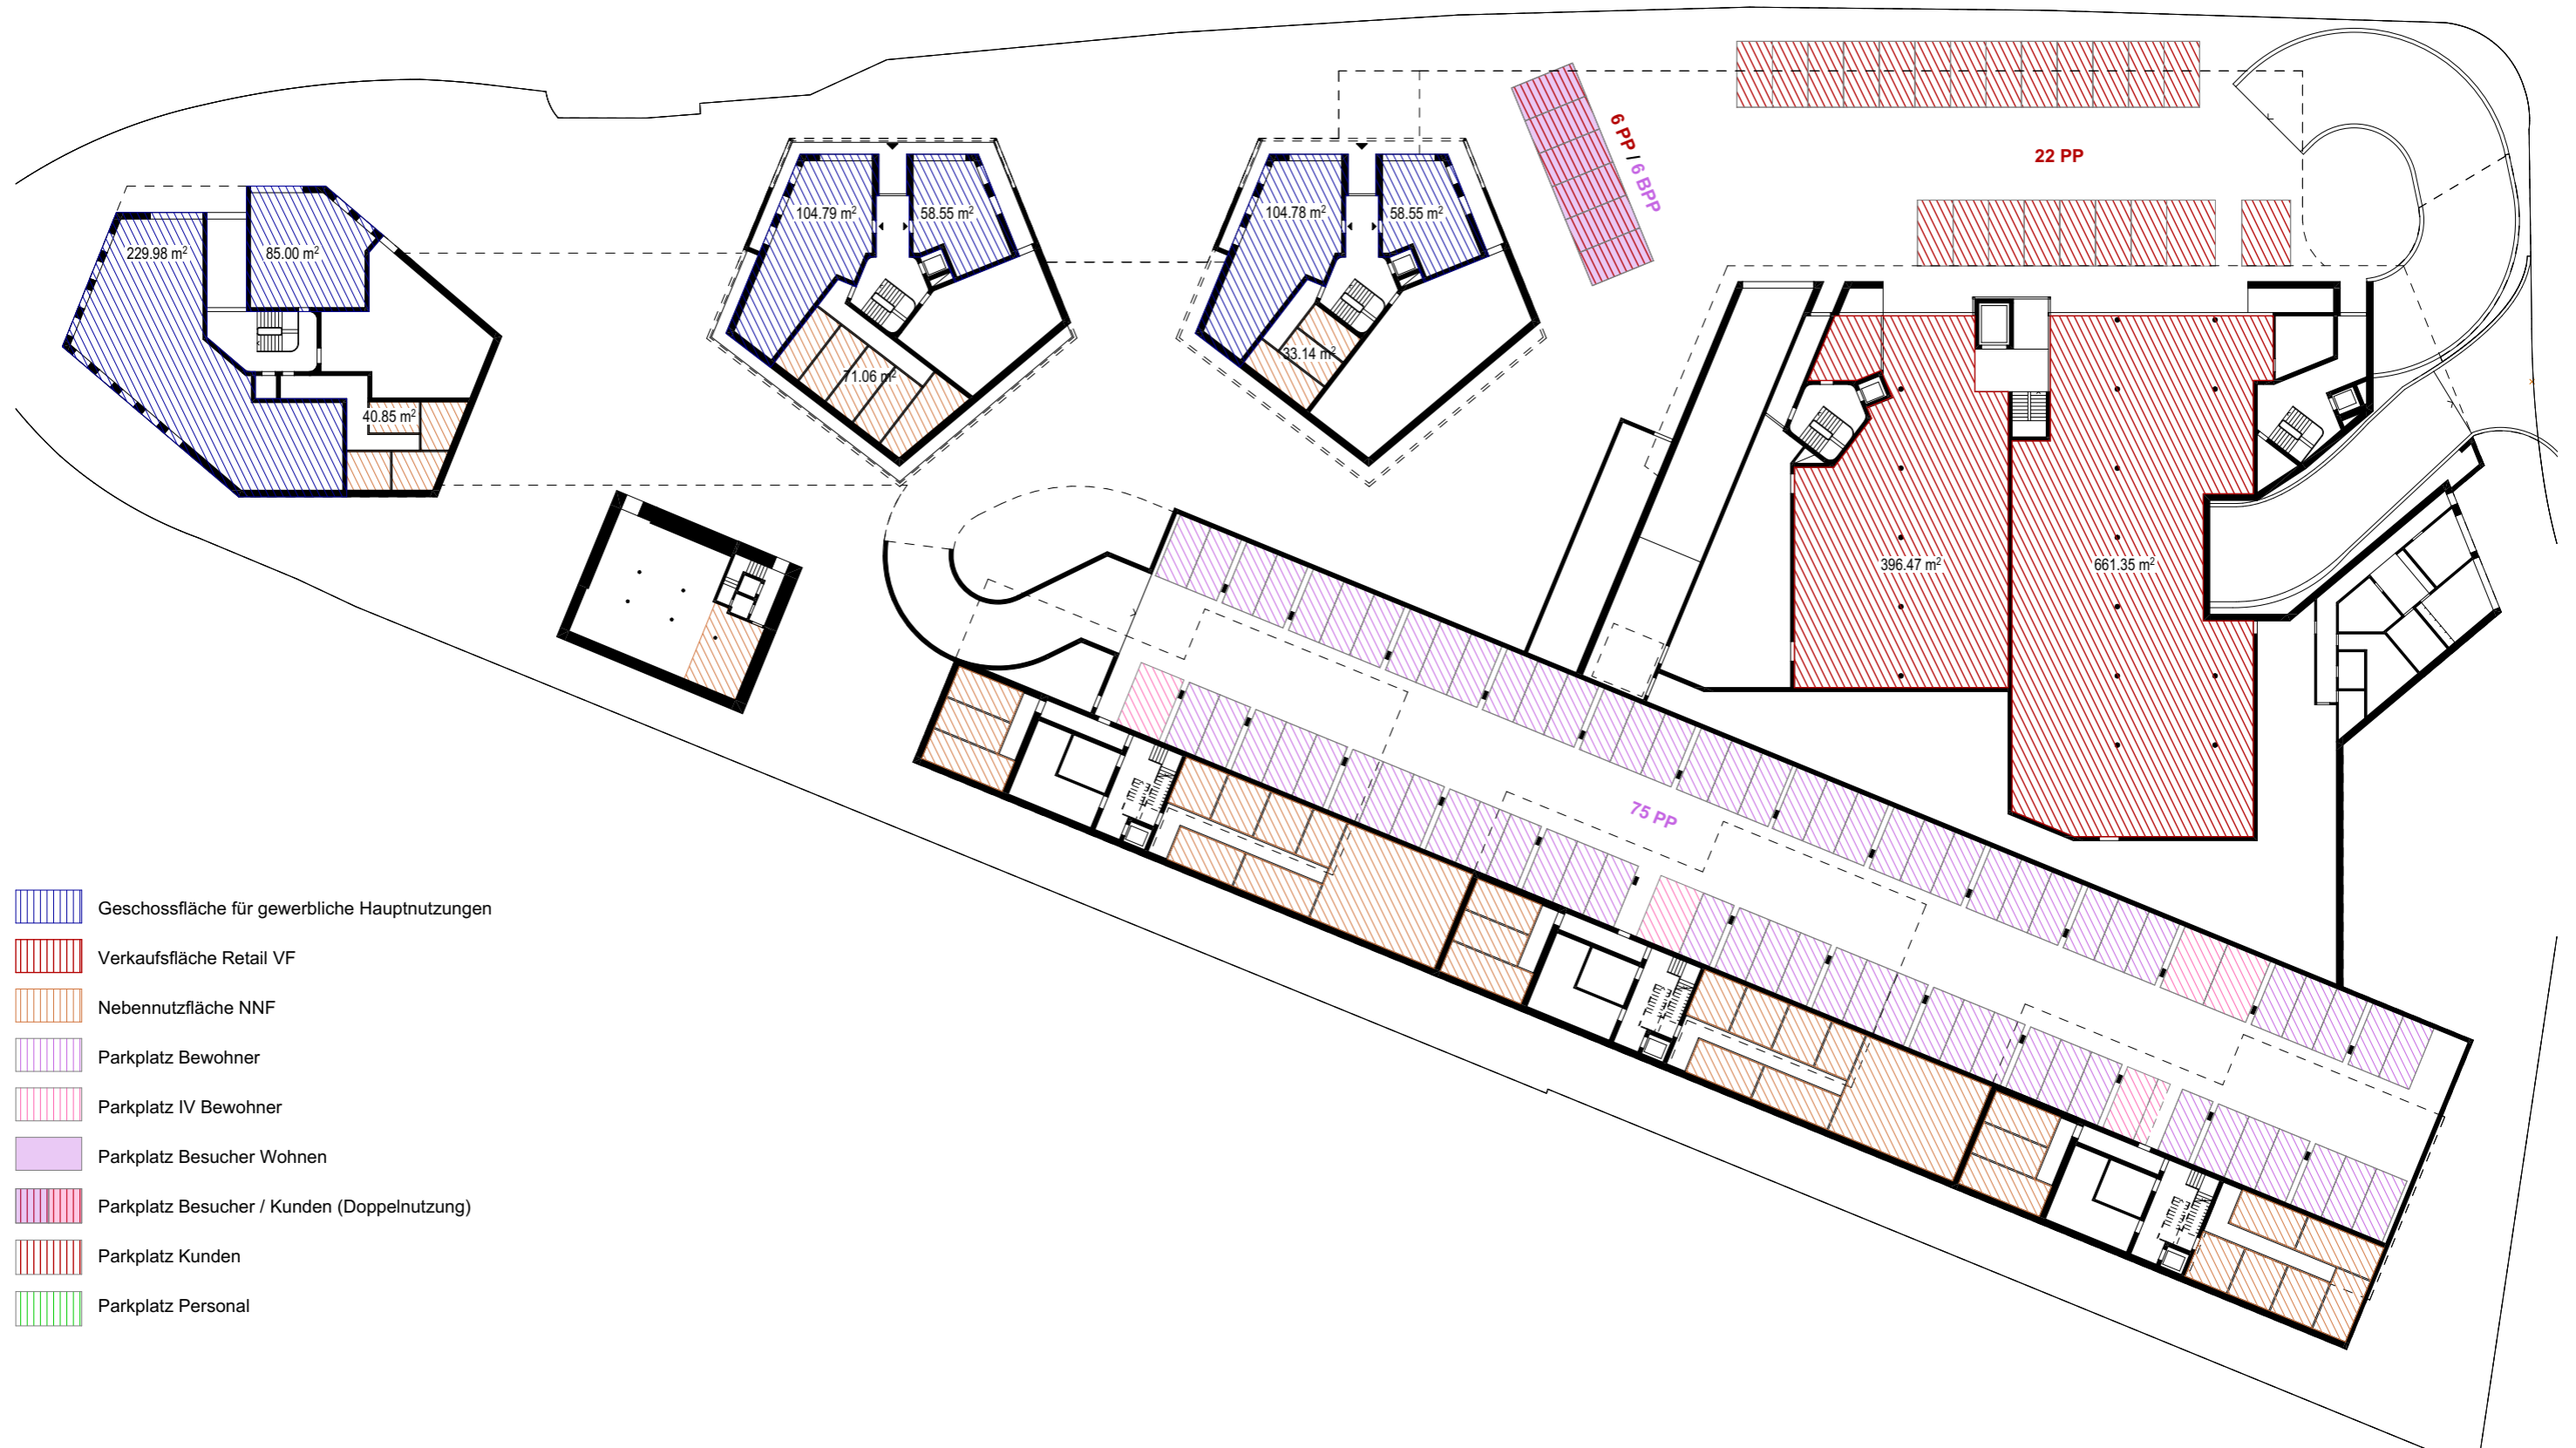 6 PP / 6 BPP
22 PP
104.79 m²
58.55 m²
104.78 m²
58.55 m²
229.98 m²
85.00 m²
33.14 m²
71.06 m²
40.85 m²
396.47 m²
661.35 m²
75 PP
Geschossfläche für gewerbliche Hauptnutzungen
Verkaufsfläche Retail VF
Nebennutzfläche NNF
Parkplatz Bewohner
Parkplatz IV Bewohner
Parkplatz Besucher Wohnen
Parkplatz Besucher / Kunden (Doppelnutzung)
Parkplatz Kunden
Parkplatz Personal